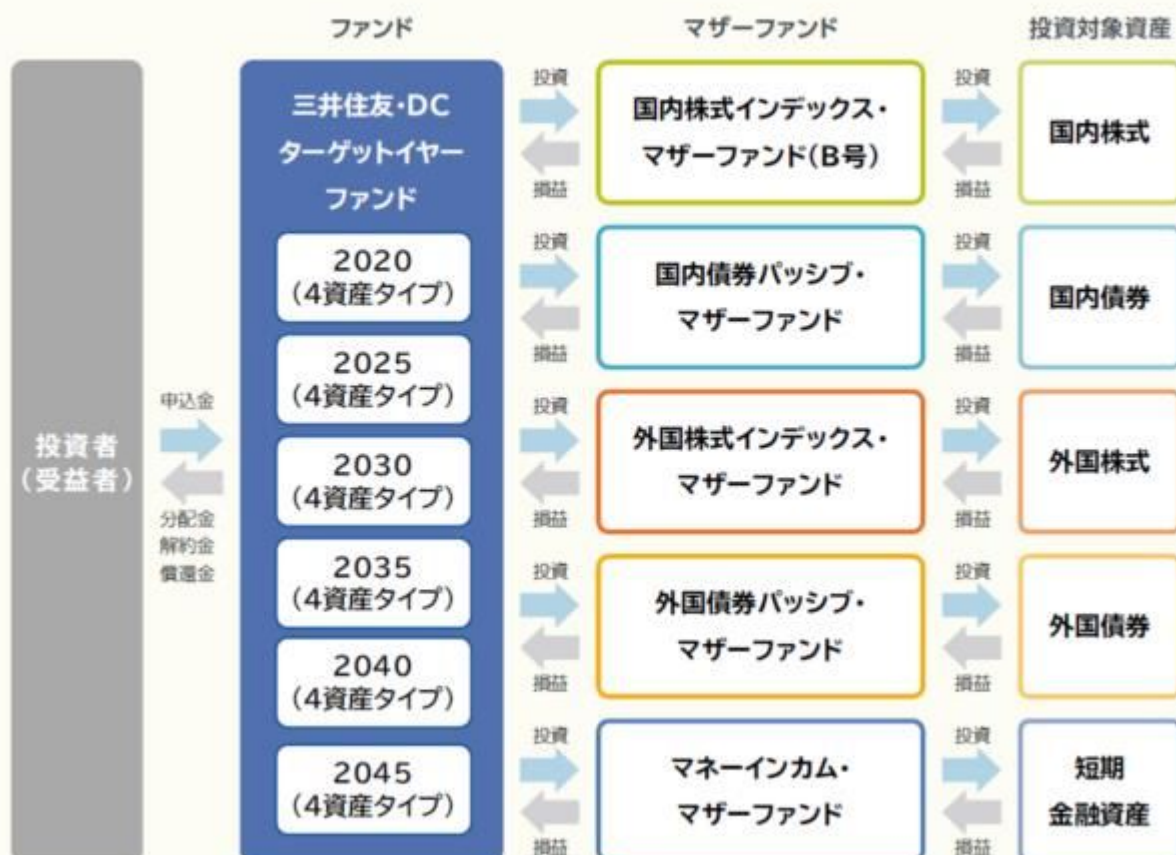 ファンド
マザーファンド
投資対象資産
投資者
（受益者）
申込金
分配金
解約金
償還金
三井住友・DC
ターゲットイヤー
ファンド
2020
（4資産タイプ）
2025
（4資産タイプ）
2030
（4資産タイプ）
2035
（4資産タイプ）
2040
（4資産タイプ）
2045
（4資産タイプ）
投資
損益
国内株式インデックス・
マザーファンド（B号）
投資
損益
国内株式
投資
損益
国内債券パッシブ・
マザーファンド
投資
損益
国内債券
投資
損益
外国株式インデックス・
マザーファンド
投資
損益
外国株式
投資
損益
外国債券パッシブ・
マザーファンド
投資
損益
外国債券
投資
損益
マネーインカム・
マザーファンド
投資
損益
短期
金融資産